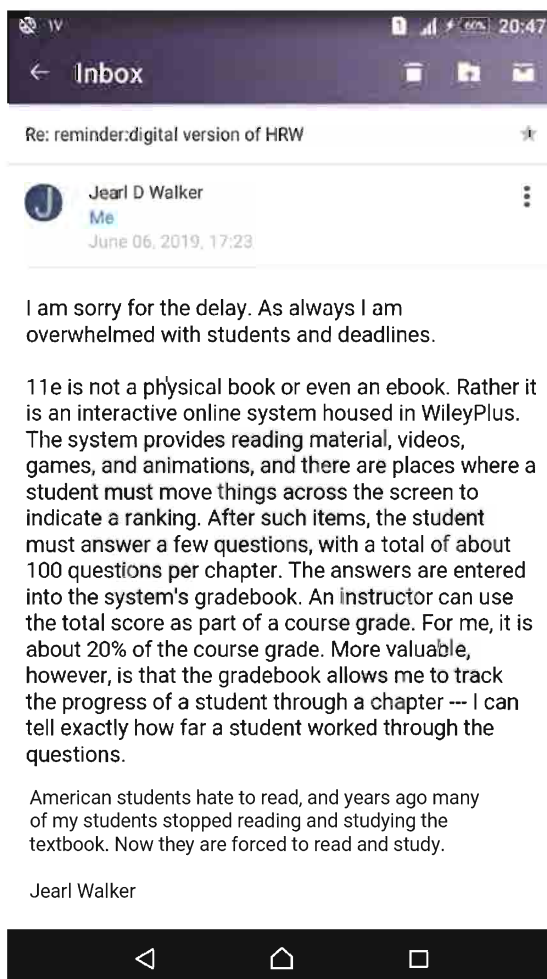 ۱۷ 1 60% 20:47
Inbox
Re: reminder:digital version of HRW
J
Jearl D Walker
Me
June 06, 2019, 17:23
I am sorry for the delay. As always I am
overwhelmed with students and deadlines.
11e is not a physical book or even an ebook. Rather it
is an interactive online system housed in WileyPlus.
The system provides reading material, videos,
games, and animations, and there are places where a
student must move things across the screen to
indicate a ranking. After such items, the student
must answer a few questions, with a total of about
100 questions per chapter. The answers are entered
into the system's gradebook. An instructor can use
the total score as part of a course grade. For me, it is
about 20% of the course grade. More valuable,
however, is that the gradebook allows me to track
the progress of a student through a chapter --- I can
tell exactly how far a student worked through the
questions.
American students hate to read, and years ago many
of my students stopped reading and studying the
textbook. Now they are forced to read and study.
Jearl Walker